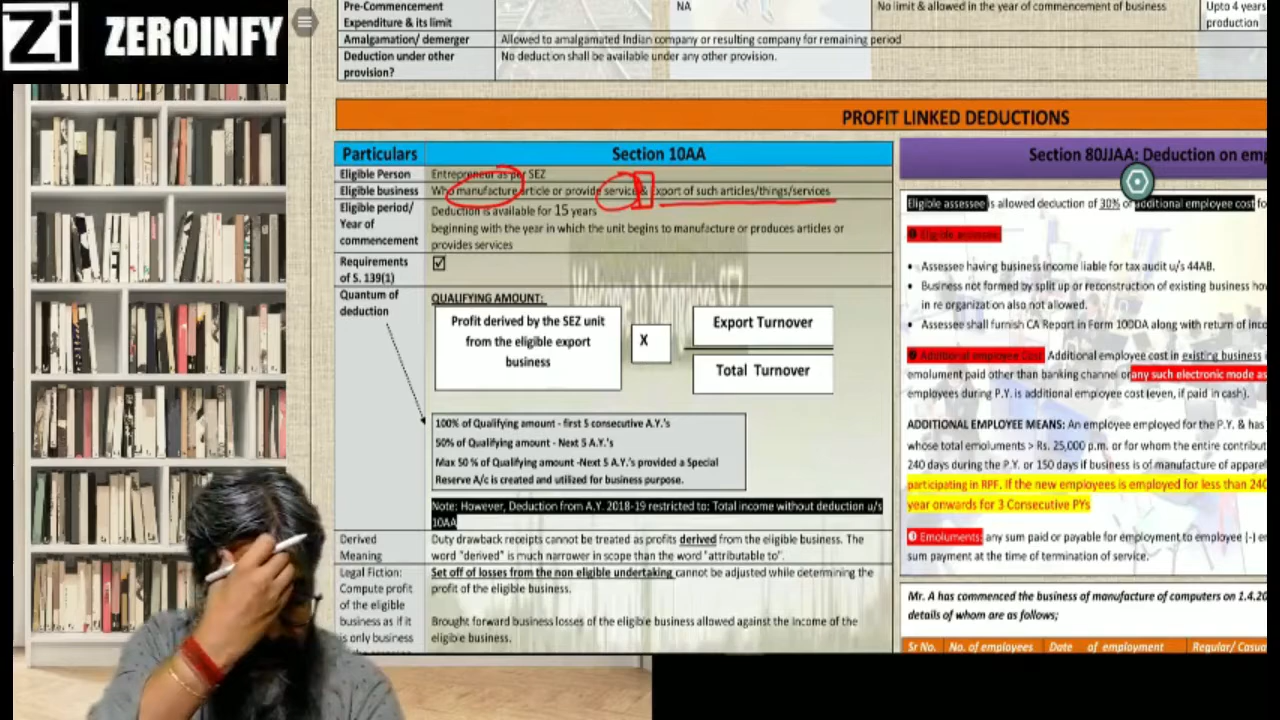 Zi ZEROINFY
Pre-Commencement
Expenditure & its limit
NA
No limit & allowed in the year of commencement of business
Upto 4 years
production
Amalgamation/ demerger
Allowed to amalgamated Indian company or resulting company for remaining period
Deduction under other
provision?
No deduction shall be available under any other provision.
PROFIT LINKED DEDUCTIONS
Particulars
Section 10AA
Eligible Person
Entrepreneur as per SEZ
Eligible business
Who manufacture article or provide service & export of such articles/things/services
Eligible period/
Year of
commencement
Deduction is available for 15 years
beginning with the year in which the unit begins to manufacture or produces articles or
provides services
Requirements
of S. 139(1)
☑
Quantum of
deduction
QUALIFYING AMOUNT:
Profit derived by the SEZ unit
from the eligible export
business
X
Export Turnover
Total Turnover
100% of Qualifying amount - first 5 consecutive A.Y.'s
50% of Qualifying amount - Next 5 A.Y.'s
Max 50 % of Qualifying amount -Next 5 A.Y.'s provided a Special
Reserve A/c is created and utilized for business purpose.
Note: However, Deduction from A.Y. 2018-19 restricted to: Total income without deduction u/s
10AA
Derived
Meaning
Duty drawback receipts cannot be treated as profits derived from the eligible business. The
word "derived" is much narrower in scope than the word "attributable to".
Legal Fiction:
Compute profit
of the eligible
business as if it
is only business
Set off of losses from the non eligible undertaking cannot be adjusted while determining the
profit of the eligible business.
Brought forward business losses of the eligible business allowed against the income of the
eligible business.
Section 80JJAA: Deduction on emp
Eligible assessee is allowed deduction of 30% of additional employee cost fo
❶ Eligible assessee:
• Assessee having business income liable for tax audit u/s 44AB.
• Business not formed by split up or reconstruction of existing business how
in re organization also not allowed.
• Assessee shall furnish CA Report in Form 10DDA along with return of inco
❷ Additional employee Cost: Additional employee cost in existing business
emolument paid other than banking channel or any such electronic mode as
employees during P.Y. is additional employee cost (even, if paid in cash).
ADDITIONAL EMPLOYEE MEANS: An employee employed for the P.Y. & has
whose total emoluments > Rs. 25,000 p.m. or for whom the entire contribut
240 days during the P.Y. or 150 days if business is of manufacture of appare
participating in RPF. If the new employees is employed for less than 240
year onwards for 3 Consecutive PYs
❸ Emoluments: any sum paid or payable for employment to employee (-) e
sum payment at the time of termination of service.
Mr. A has commenced the business of manufacture of computers on 1.4.20
details of whom are as follows;
Sr No.
No. of employees
Date of employment
Regular/ Casua